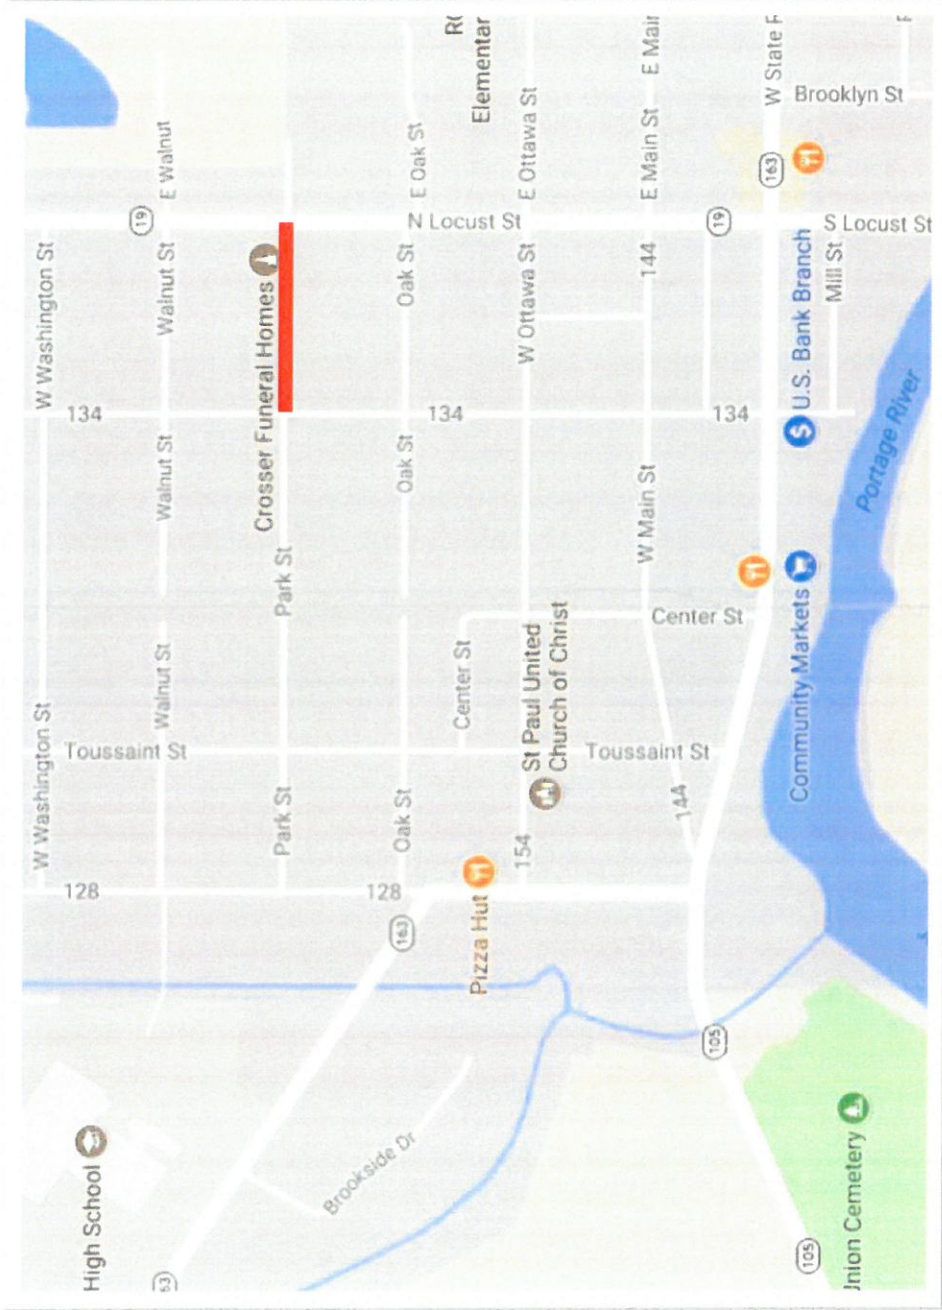 W Washington St
W Washington St
134
128
High School
19
E Walnut
Walnut St
Walnut St
Walnut St
Toussaint St
63
Crosser Funeral Homes
Park St
Park St
E Oak St
N Locust St
Oak St
Oak St
134
Oak St
128
163
Brookside Dr
Elementar
Center St
Pizza Hut
E Ottawa St
W Ottawa St
St Paul United
Church of Christ
154
E Main St
144
W Main St
Center St
Toussaint St
144
19
134
105
W State
163
Brooklyn St
U.S. Bank Branch
Community Markets
S Locust St
Mill St
Portage River
105
nion Cemetery